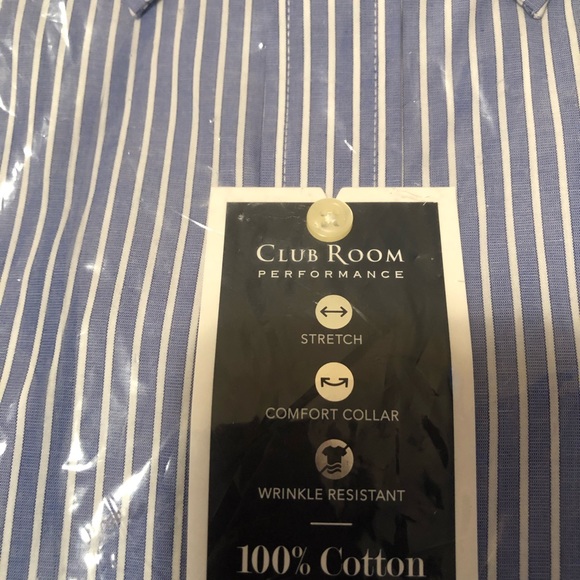 CLUB ROOM
PERFORMANCE
STRETCH
COMFORT COLLAR
WRINKLE RESISTANT
100% Cotton